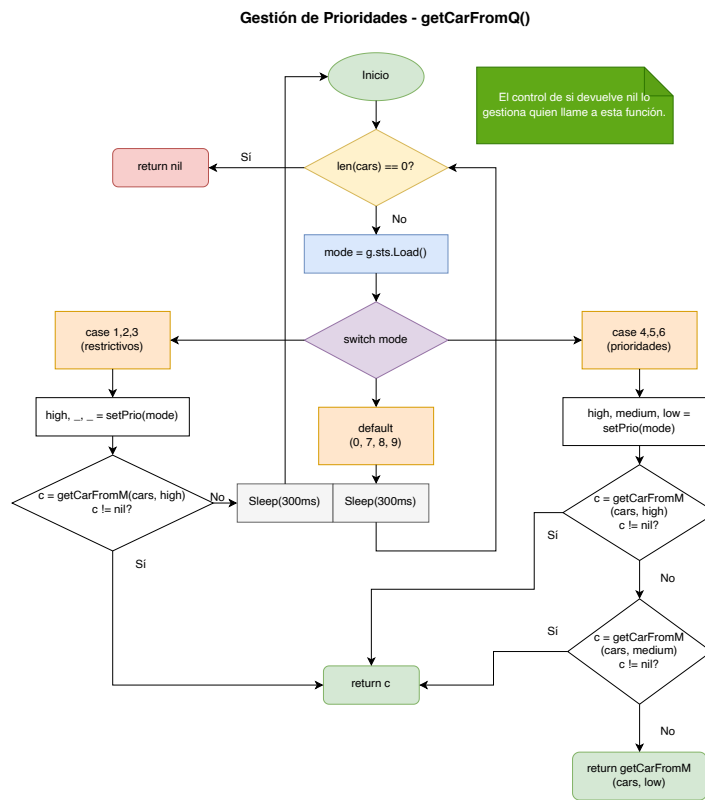 Gestión de Prioridades - getCarFromQ()
Inicio
El control de si devuelve nil lo
gestiona quien llame a esta función.
Sí
return nil
len(cars) == 0?
No
mode = g.sts.Load()
case 1,2,3
(restrictivos)
switch mode
case 4,5,6
(prioridades)
high, _, _ = setPrio(mode)
default
(0, 7, 8, 9)
high, medium, low =
setPrio(mode)
c = getCarFromM(cars, high)
c != nil?
No
Sleep(300ms)
Sleep(300ms)
c = getCarFromM
(cars, high)
c != nil?
Sí
Sí
No
c = getCarFromM
(cars, medium)
c != nil?
Sí
return c
No
return getCarFromM
(cars, low)